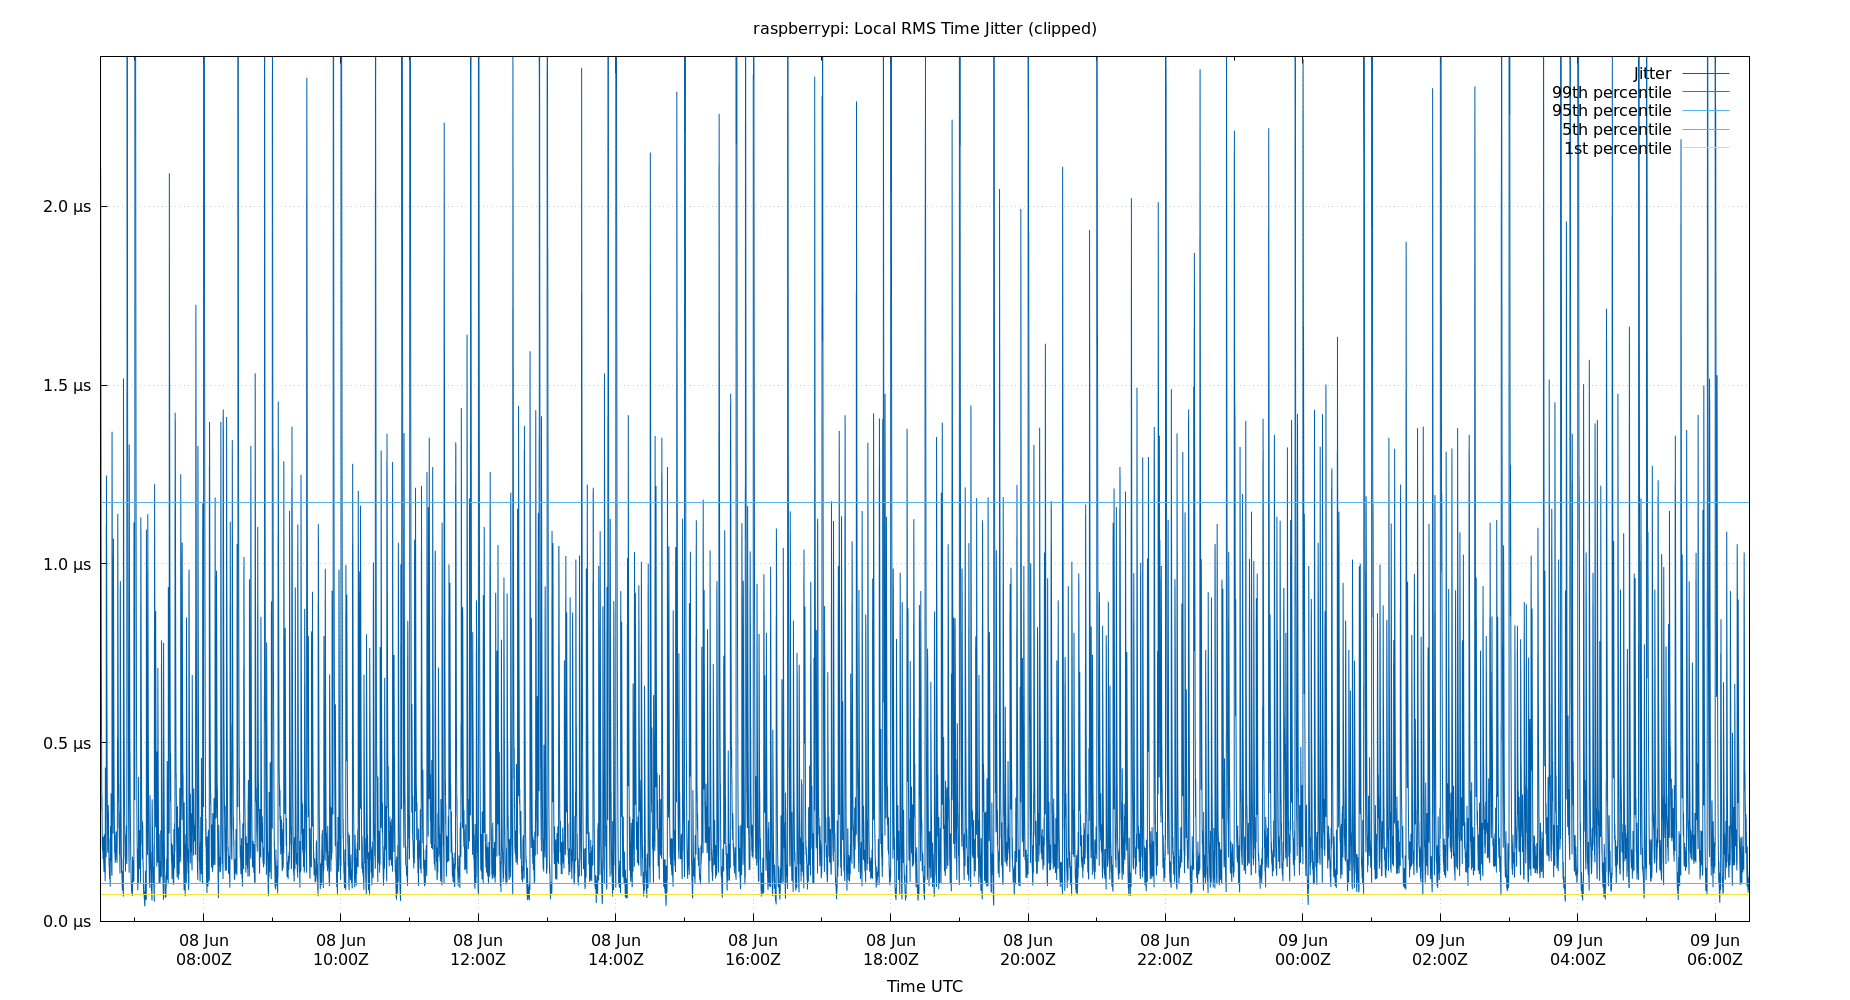 raspberrypi: Local RMS Time Jitter (clipped)
Jitter
99th percentile
95th percentile
5th percentile
1st percentile
2.0 µs
1.5 µs
1.0 µs
0.5 µs
0.0 µs
08 Jun 08 Jun 08 Jun 08 Jun 08 Jun 08 Jun 08 Jun 08 Jun 09 Jun 09 Jun 09 Jun 09 Jun
08:00Z 10:00Z 12:00Z 14:00Z 16:00Z 18:00Z 20:00Z 22:00Z 00:00Z 02:00Z 04:00Z 06:00Z
Time UTC